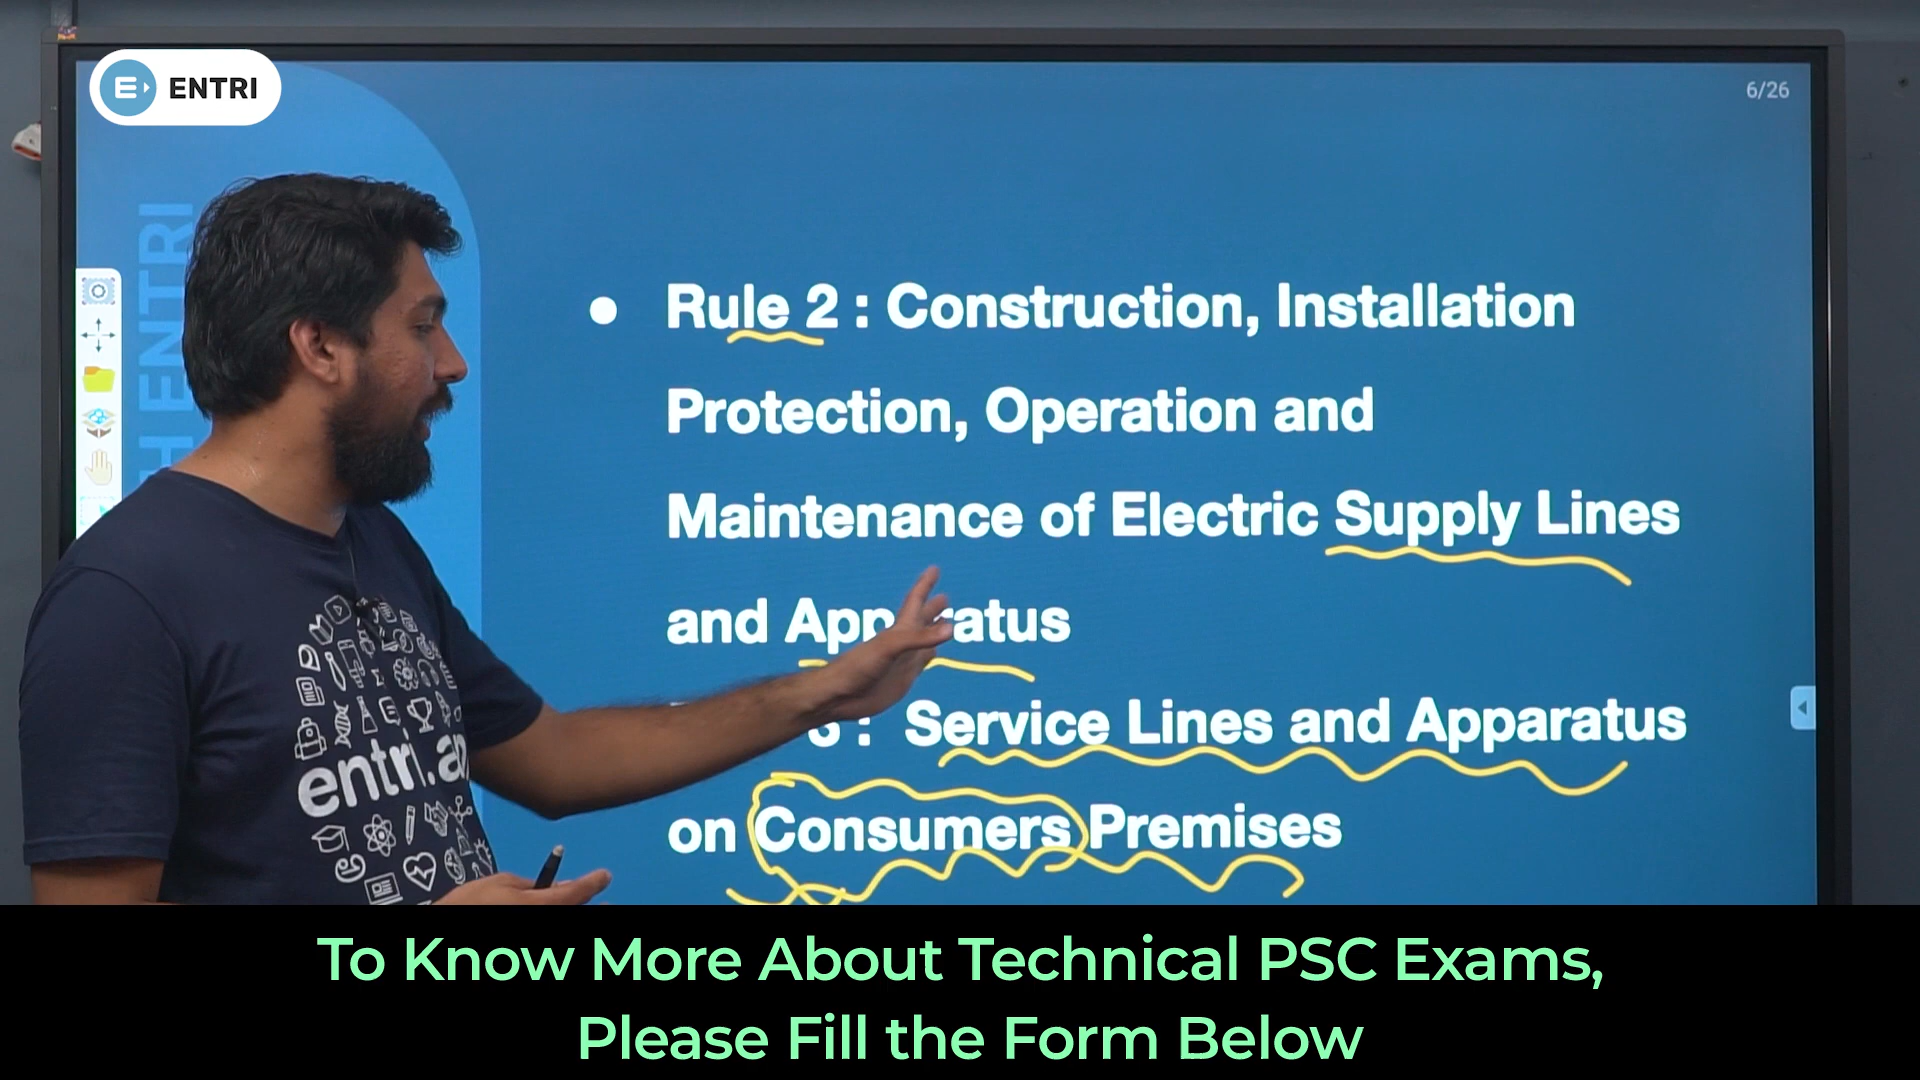 ENTRI
6/26
Rule 2 : Construction, Installation
Protection, Operation and
Maintenance of Electric Supply Lines
and
: Service Lines and Apparatus
on Consumers Premises
ENTRI
entri.a
To Know More About Technical PSC Exams,
Please Fill the Form Below